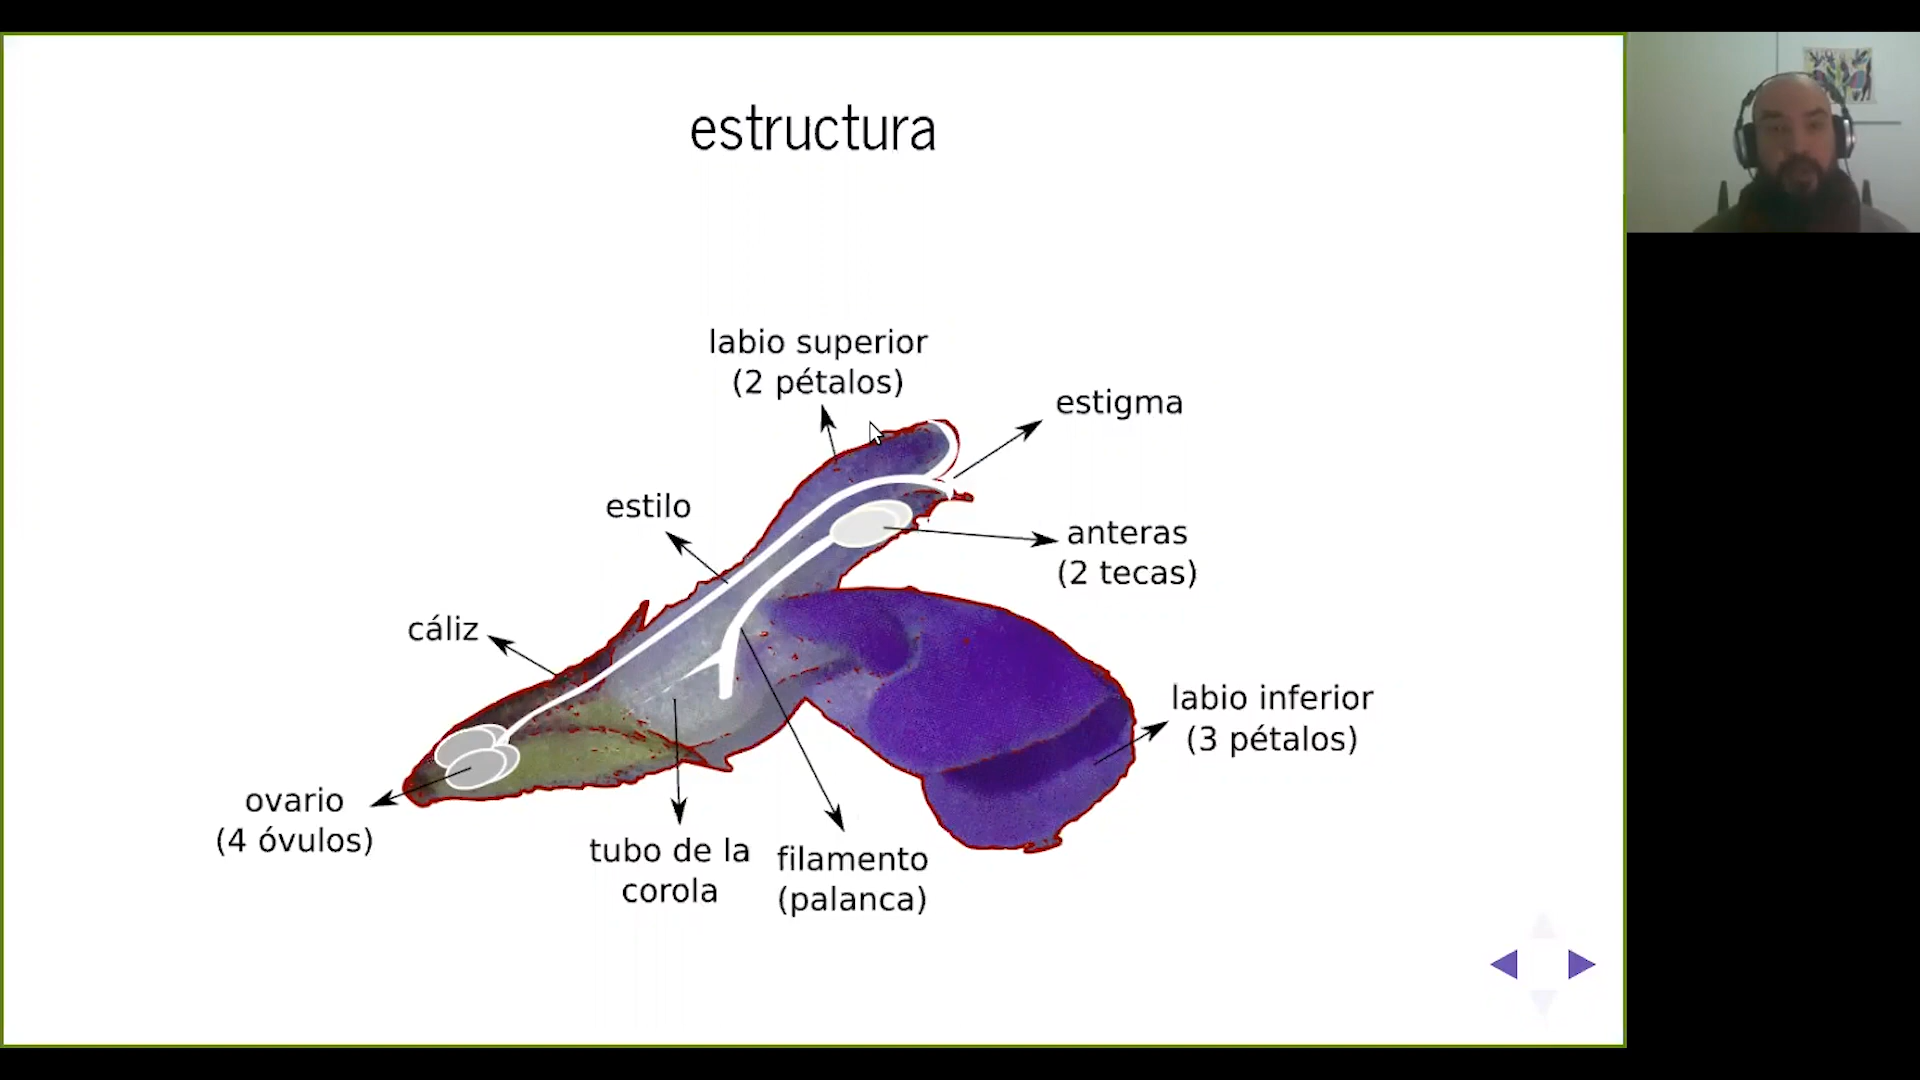 estructura
labio superior
(2 pétalos)
estigma
estilo
anteras
(2 tecas)
cáliz
labio inferior
(3 pétalos)
ovario
(4 óvulos)
tubo de la
corola
filamento
(palanca)